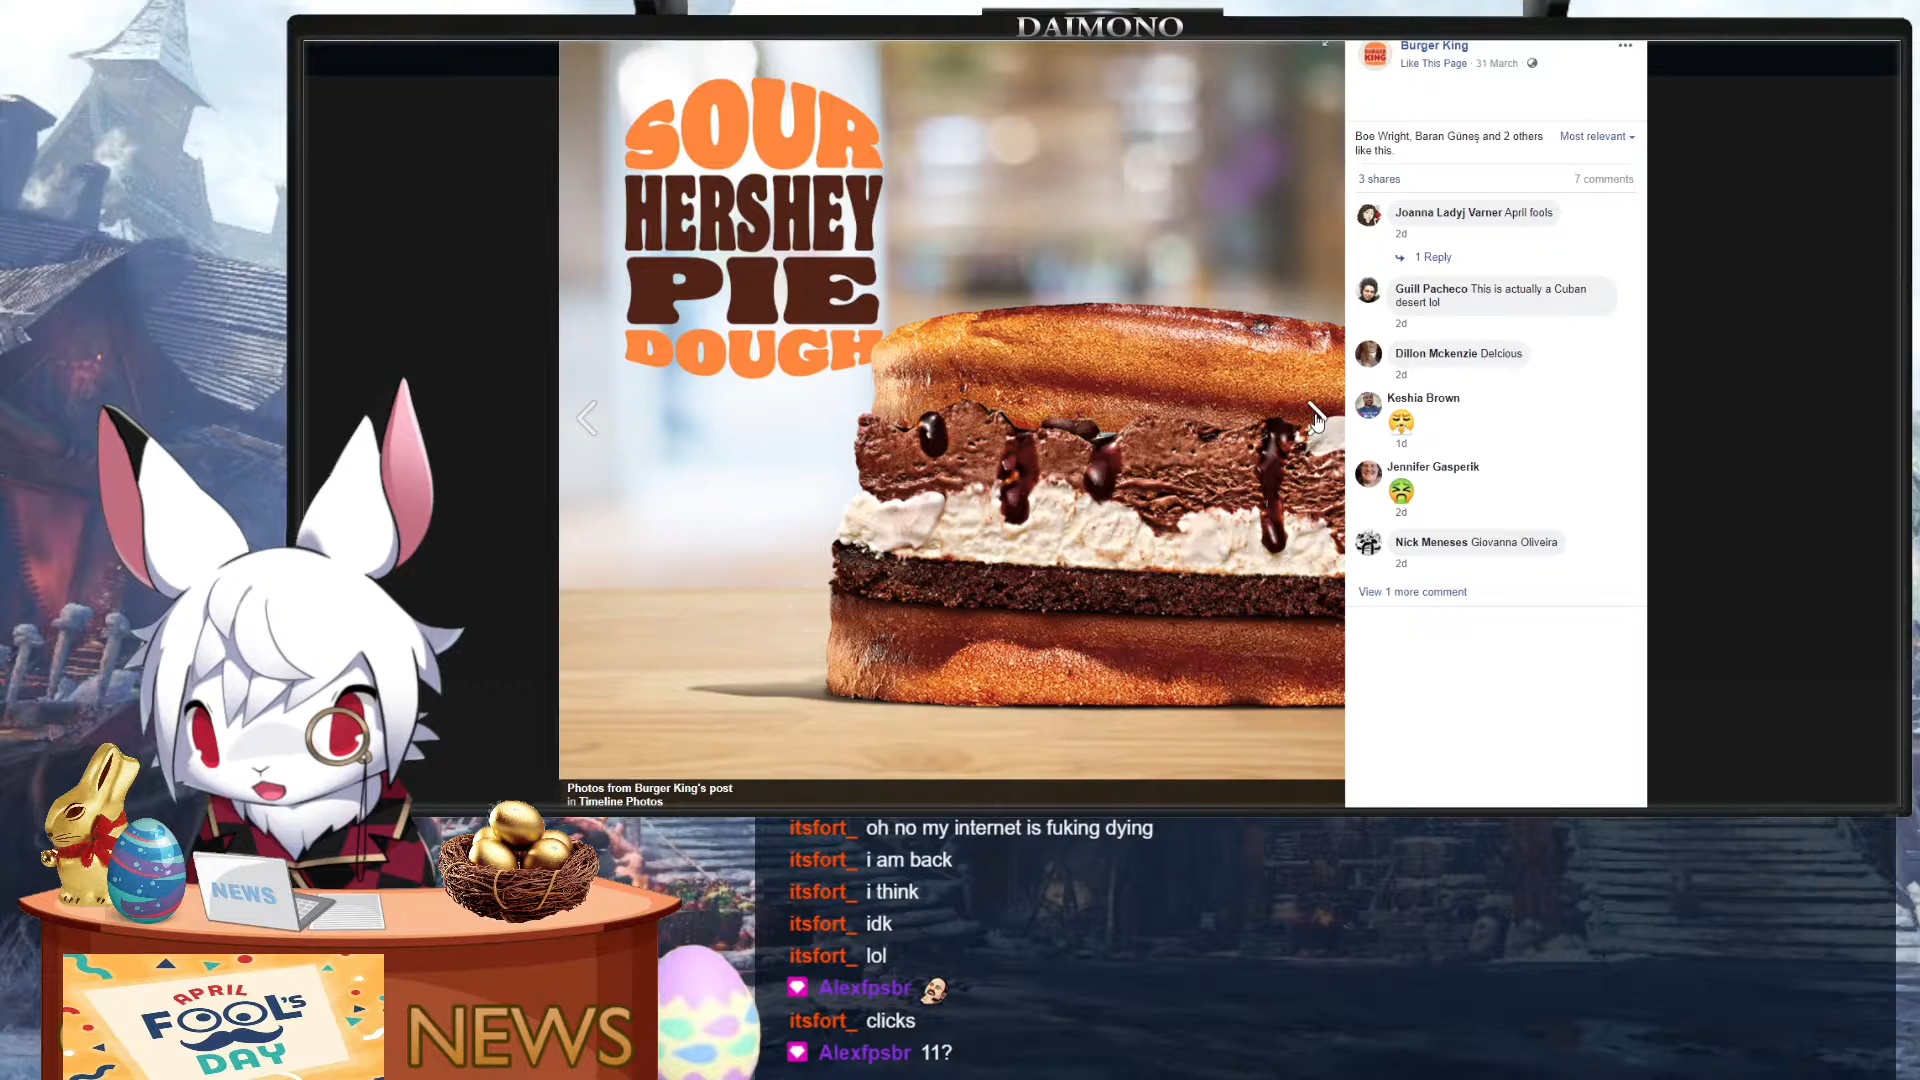 DAIMONO
SOUR
HERSHEY
PIE
DOUGH
BURGER
KING
Burger King
Like This Page · 31 March ·
Boe Wright, Baran Güneş and 2 others
like this.
Most relevant
3 shares
7 comments
Joanna Ladyj Varner April fools
2d
1 Reply
Guill Pacheco This is actually a Cuban
desert lol
2d
Dillon Mckenzie Delcious
2d
Keshia Brown
1d
Jennifer Gasperik
2d
Nick Meneses Giovanna Oliveira
2d
View 1 more comment
Photos from Burger King's post
in Timeline Photos
itsfort_ oh no my internet is fuking dying
itsfort_ i am back
itsfort_ i think
itsfort_ idk
itsfort_ lol
Alexfpsbr
itsfort_ clicks
Alexfpsbr 11?
NEWS
APRIL
FOOL'S
DAY
NEWS